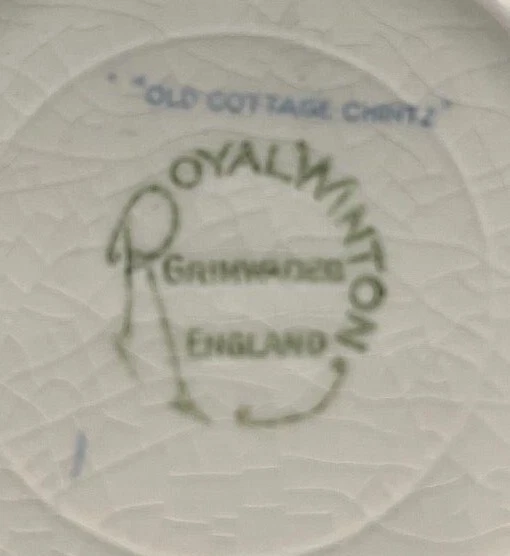 "OLD COTTAGE CHINTZ"
ROYAL WINTON
GRIMWADES
ENGLAND